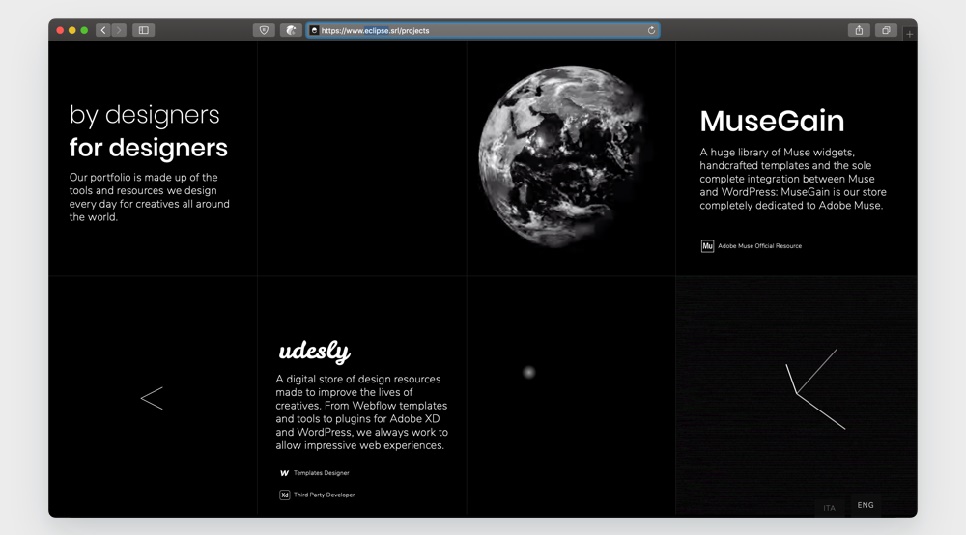 https://www.eclipse.srl/prcjects
by designers
for designers
Our portfolio is made up of the
tools and resources we design
every day for creatives all around
the world.
MuseGain
A huge library of Muse widgets,
handcrafted templates and the sole
complete integration between Muse
and WordPress: MuseGain is our store
completely dedicated to Adobe Muse.
Mu Adobe Muse Official Resource
udesly
A digital store of design resources
made to improve the lives of
creatives. From Webflow templates
and tools to plugins for Adobe XD
and WordPress, we always work to
allow impressive web experiences.
W Templates Designer
Xd Third Party Developer
ITA ENG